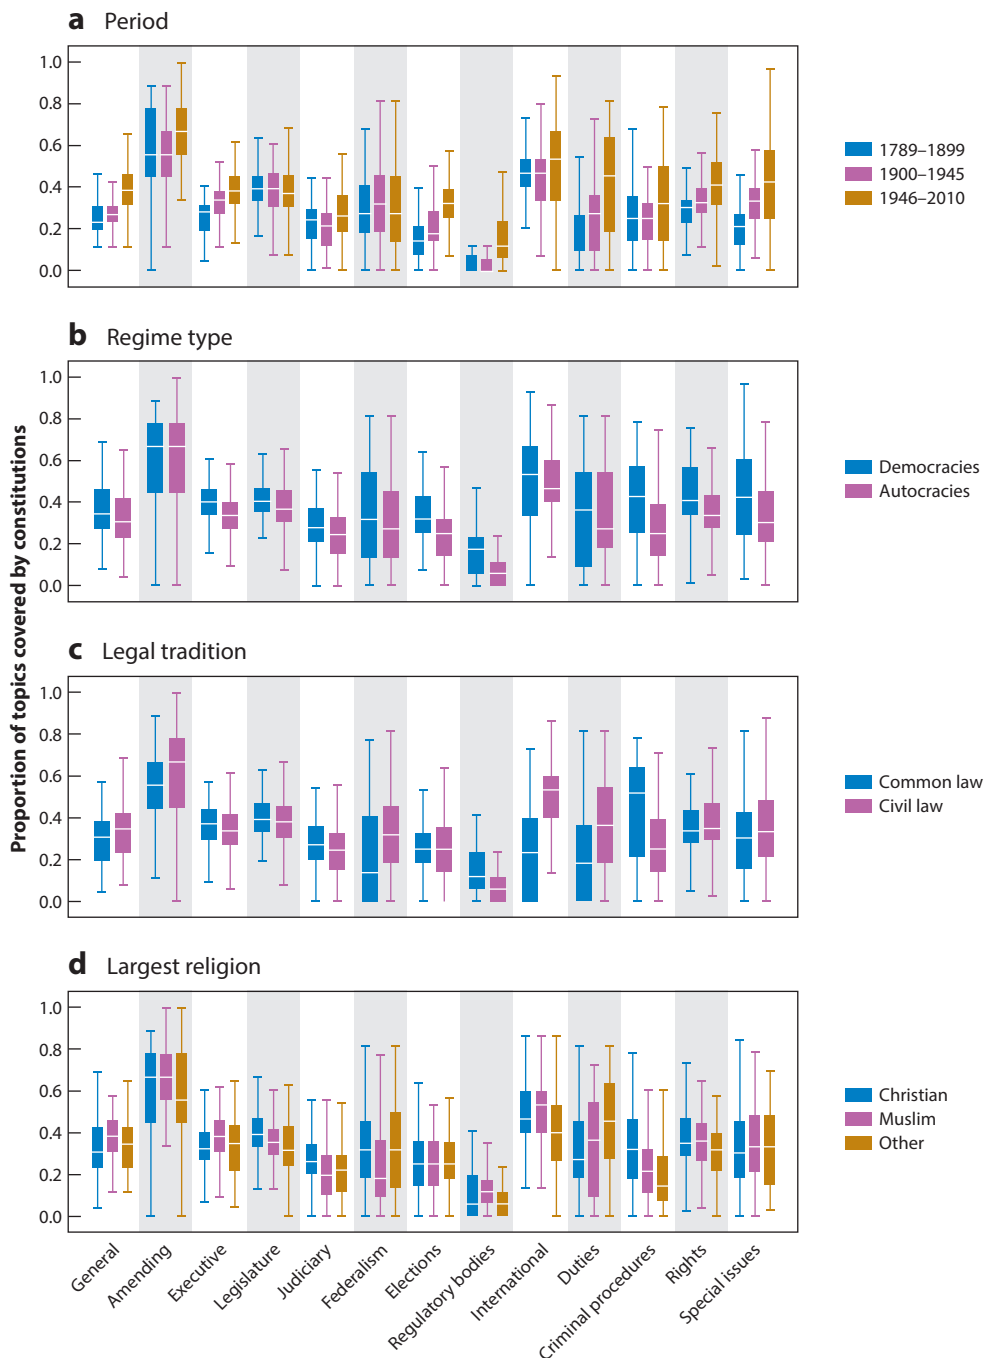 a Period
1.0
0.8
0.6
0.4
0.2
0.0
1789–1899
1900–1945
1946–2010
b Regime type
1.0
0.8
0.6
0.4
0.2
0.0
Democracies
Autocracies
Proportion of topics covered by constitutions
c Legal tradition
1.0
0.8
0.6
0.4
0.2
0.0
Common law
Civil law
d Largest religion
1.0
0.8
0.6
0.4
0.2
0.0
Christian
Muslim
Other
General
Amending
Executive
Legislature
Judiciary
Federalism
Elections
Regulatory bodies
International
Duties
Criminal procedures
Rights
Special issues